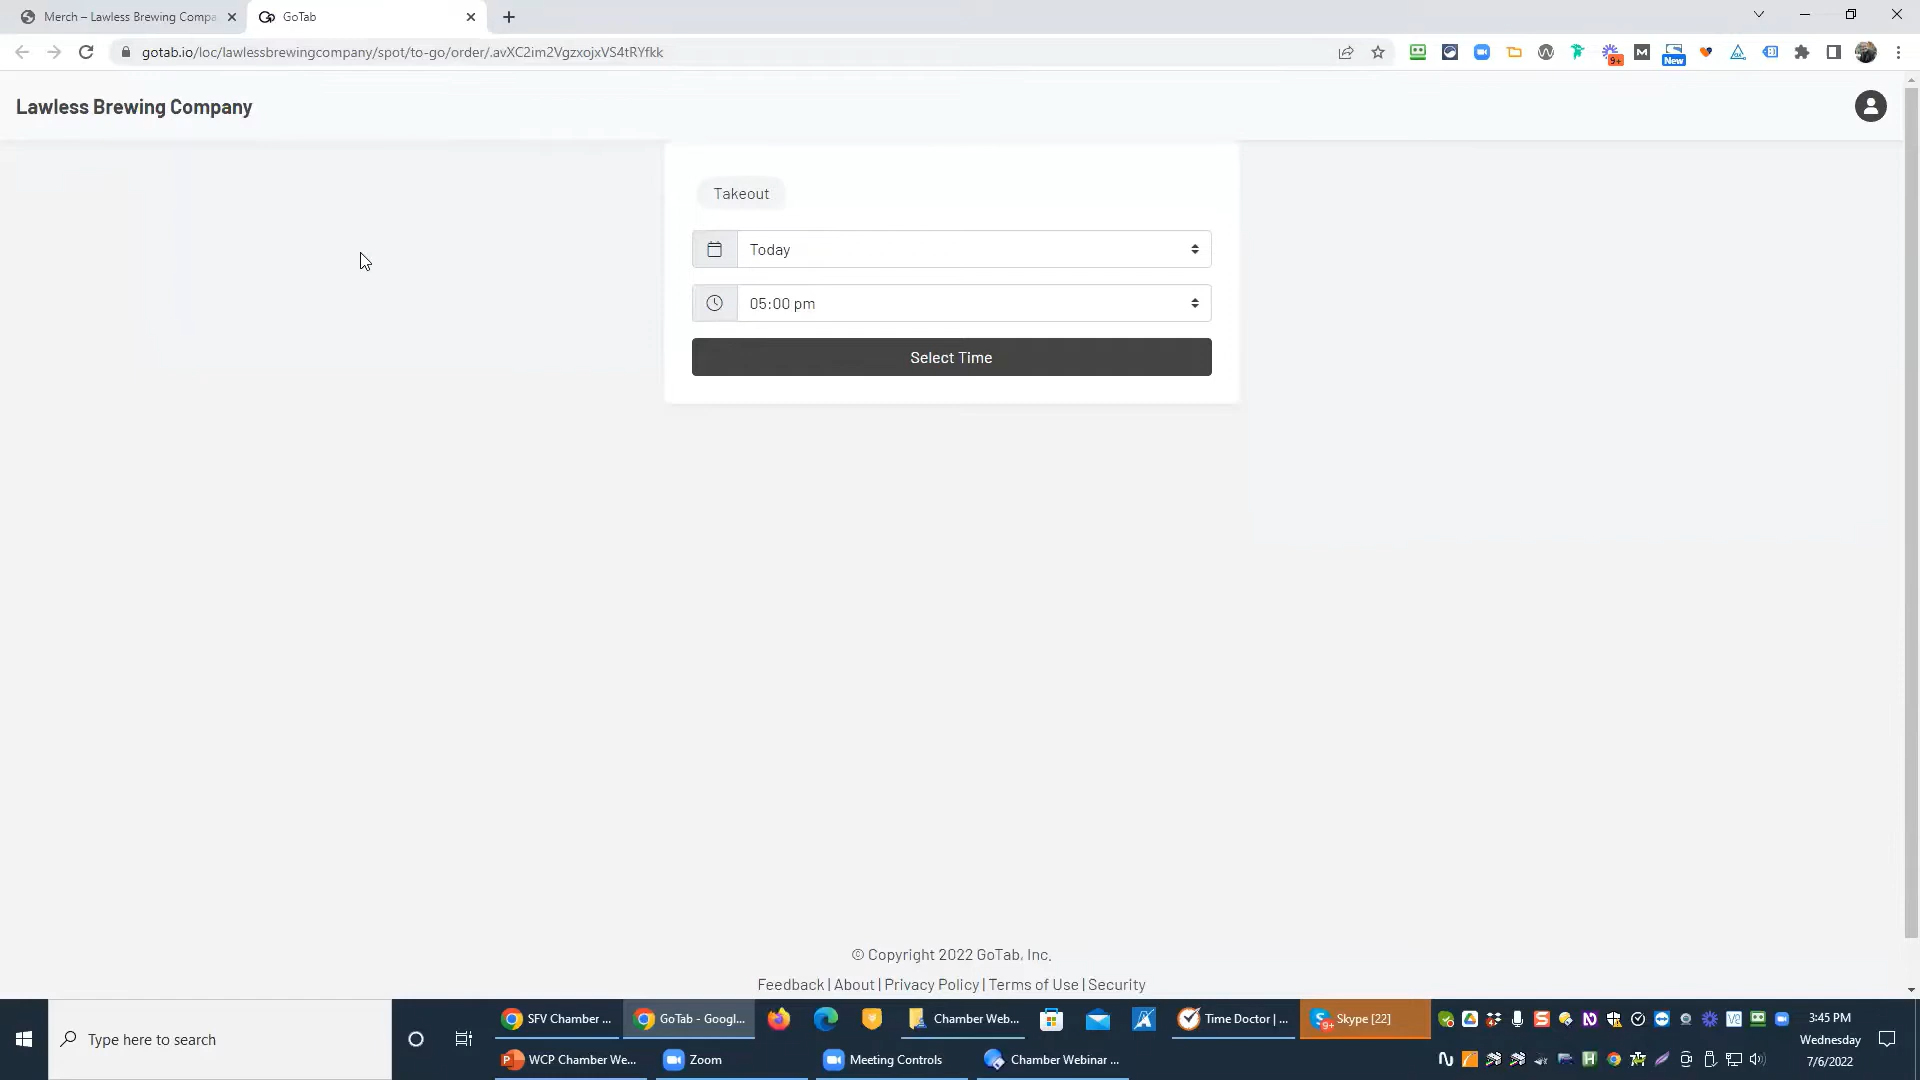 Merch – Lawless Brewing Compa
GoTab
gotab.io/loc/lawlessbrewingcompany/spot/to-go/order/.avXC2im2VgzxojxVS4tRYfkk
9+
M
New
Lawless Brewing Company
Takeout
Today
05:00 pm
Select Time
© Copyright 2022 GoTab, Inc.
Feedback | About | Privacy Policy | Terms of Use | Security
Type here to search
SFV Chamber ...
GoTab - Googl...
Chamber Web...
Time Doctor | ...
Skype [22]
9+
WCP Chamber We...
Zoom
Meeting Controls
Chamber Webinar ...
3:45 PM
Wednesday
7/6/2022